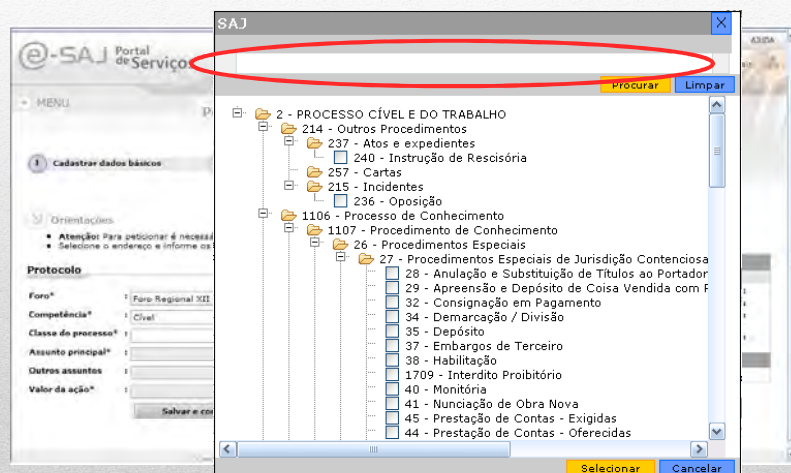 SAJ
X
e-SAJ Portal de Serviços
AJUDA
MENU
Procurar Limpar
2 - PROCESSO CÍVEL E DO TRABALHO
214 - Outros Procedimentos
237 - Atos e expedientes
240 - Instrução de Rescisória
257 - Cartas
215 - Incidentes
236 - Oposição
1106 - Processo de Conhecimento
1107 - Procedimento de Conhecimento
26 - Procedimentos Especiais
27 - Procedimentos Especiais de Jurisdição Contenciosa
28 - Anulação e Substituição de Títulos ao Portador
29 - Apreensão e Depósito de Coisa Vendida com
32 - Consignação em Pagamento
34 - Demarcação / Divisão
35 - Depósito
37 - Embargos de Terceiro
38 - Habilitação
1709 - Interdito Proibitório
40 - Monitória
41 - Nunciação de Obra Nova
45 - Prestação de Contas - Exigidas
44 - Prestação de Contas - Oferecidas
Selecionar Cancelar
1 Cadastrar dados básicos
Orientações
Atenção: Para peticionar é
Selecione o endereço e informe os
Protocolo
Foro* : Foro Regional XII
Competência* : Cível
Classe do processo* :
Assunto principal* :
Outros assuntos :
Valor da ação* :
Salvar e